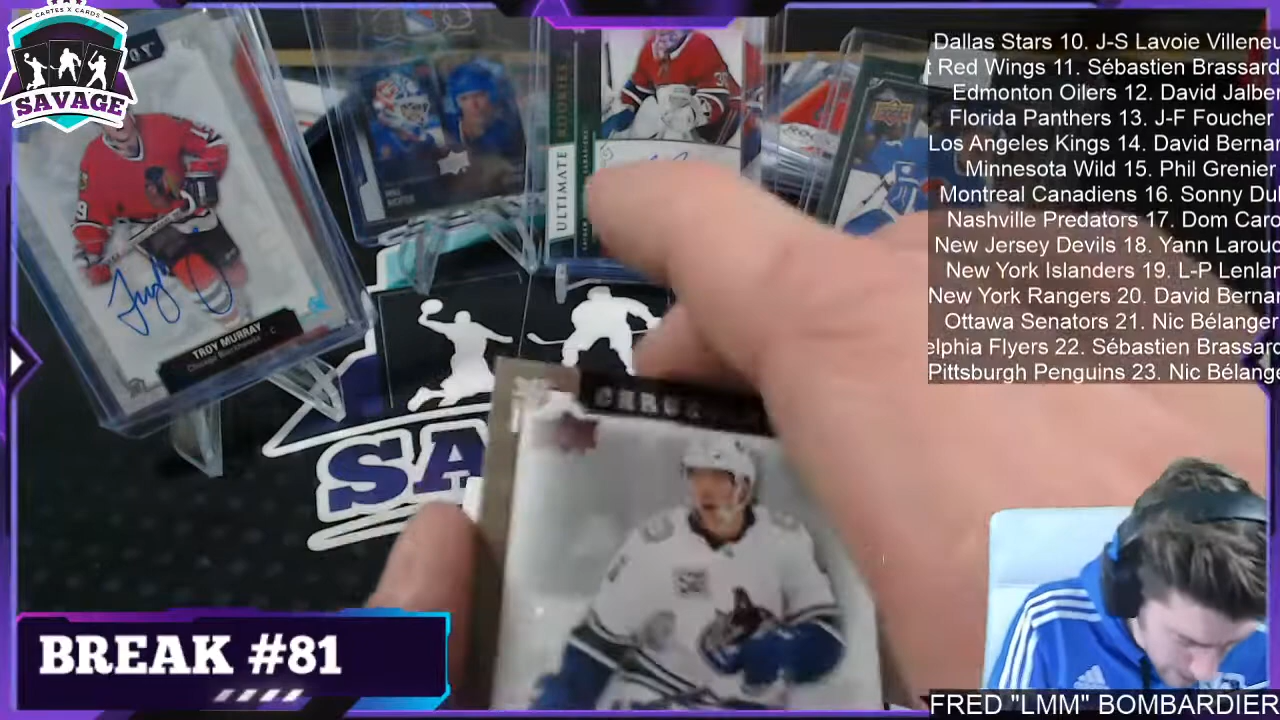 CARTES X CARDS
SAVAGE
TROY MURRAY
Chicago Blackhawks - C
ULTIMATE ROOKIES
SA
Dallas Stars 10. J-S Lavoie Villeneu
t Red Wings 11. Sébastien Brassard
Edmonton Oilers 12. David Jalber
Florida Panthers 13. J-F Foucher
Los Angeles Kings 14. David Bernar
Minnesota Wild 15. Phil Grenier
Montreal Canadiens 16. Sonny Du
Nashville Predators 17. Dom Caro
New Jersey Devils 18. Yann Larouc
New York Islanders 19. L-P Lenlar
New York Rangers 20. David Bernar
Ottawa Senators 21. Nic Bélanger
elphia Flyers 22. Sébastien Brassard
Pittsburgh Penguins 23. Nic Bélange
BREAK #81
FRED "LMM" BOMBARDIER